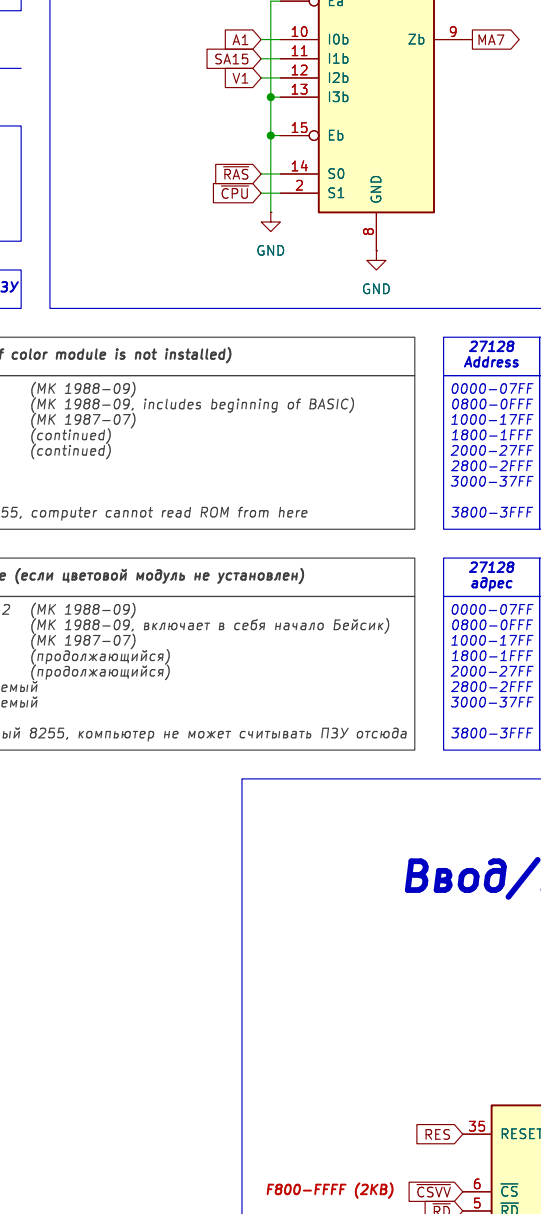 Ea
A1 10 I0b Zb 9 MA7
SA15 11 I1b
V1 12 I2b
13 I3b
15 Eb
RAS 14 S0
CPU 2 S1
GND
8
GND
GND
ЗУ
f color module is not installed)
(MK 1988-09)
(MK 1988-09, includes beginning of BASIC)
(MK 1987-07)
(continued)
(continued)
55, computer cannot read ROM from here
27128
Address
0000-07FF
0800-0FFF
1000-17FF
1800-1FFF
2000-27FF
2800-2FFF
3000-37FF
3800-3FFF
е (если цветовой модуль не установлен)
2 (МК 1988-09)
(МК 1988-09, включает в себя начало Бейсик)
(МК 1987-07)
(продолжающийся)
(продолжающийся)
емый
емый
ый 8255, компьютер не может считывать ПЗУ отсюда
27128
адрес
0000-07FF
0800-0FFF
1000-17FF
1800-1FFF
2000-27FF
2800-2FFF
3000-37FF
3800-3FFF
Ввод/
RES 35 RESET
F800-FFFF (2KB) CSVV 6 CS
RD 5 RD